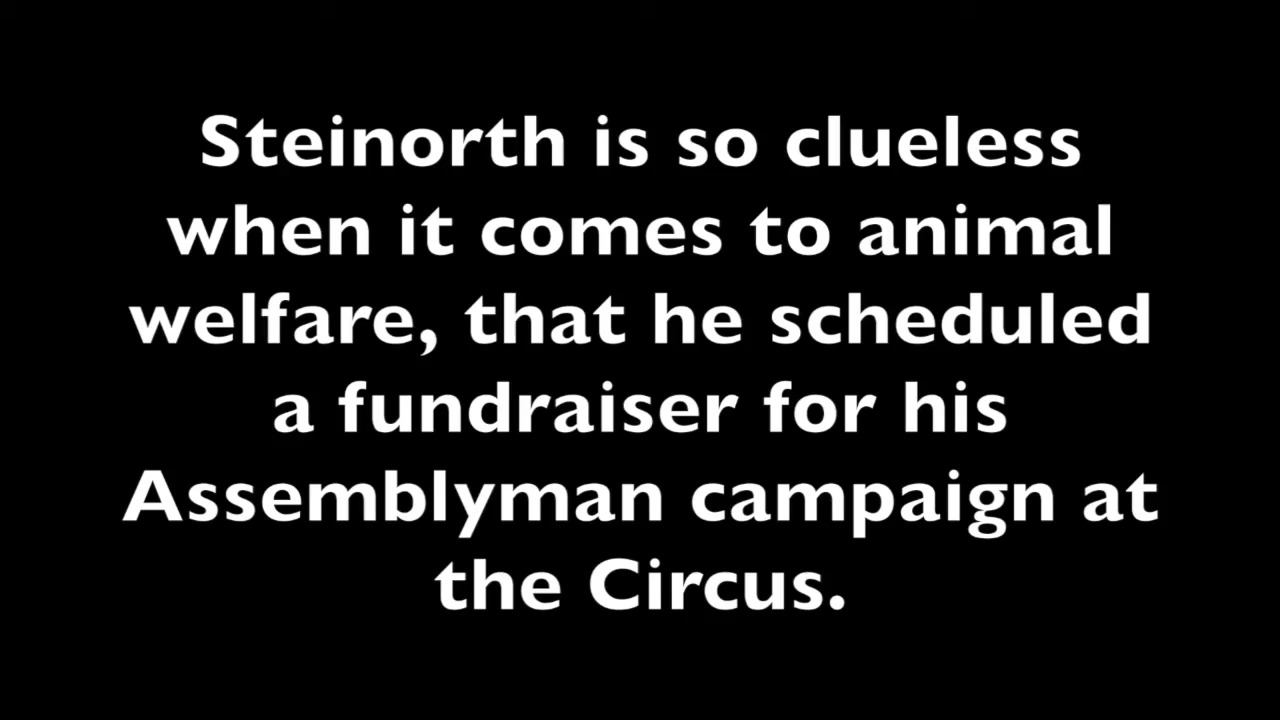 Steinorth is so clueless
when it comes to animal
welfare, that he scheduled
a fundraiser for his
Assemblyman campaign at
the Circus.